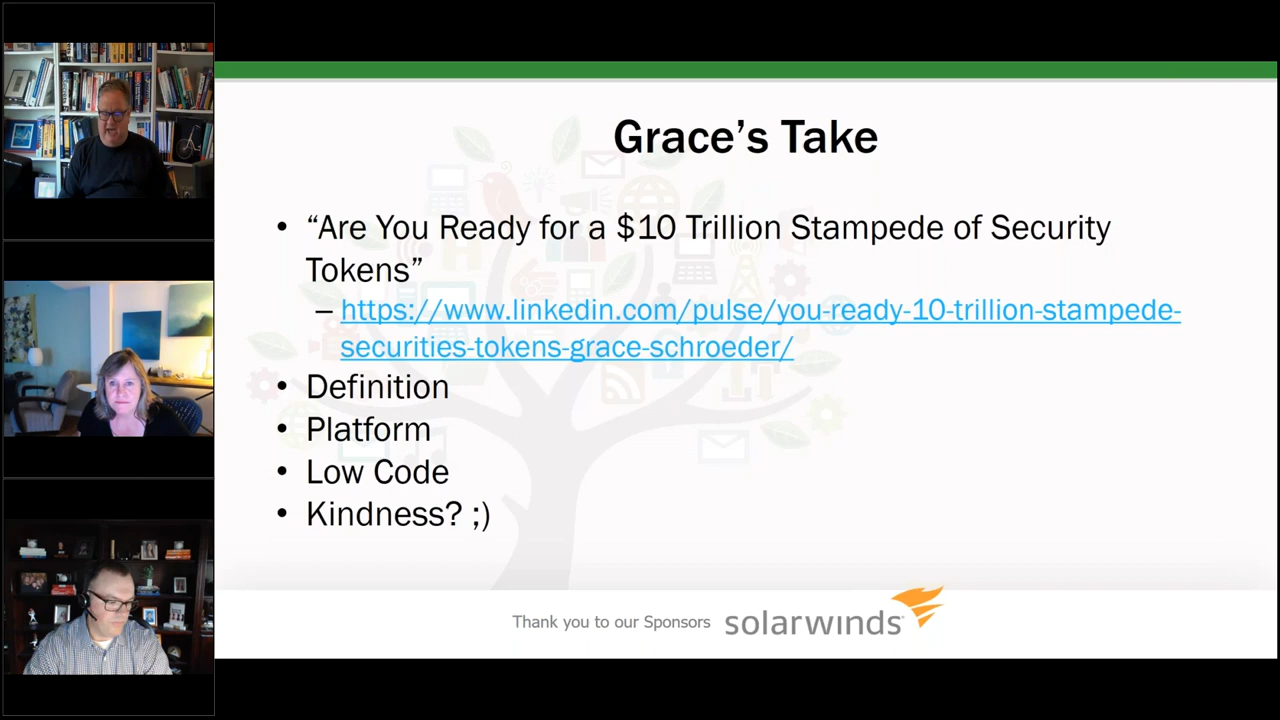 Grace’s Take
• “Are You Ready for a $10 Trillion Stampede of Security
Tokens”
– https://www.linkedin.com/pulse/you-ready-10-trillion-stampede-
securities-tokens-grace-schroeder/
• Definition
• Platform
• Low Code
• Kindness? ;)
Thank you to our Sponsors solarwinds